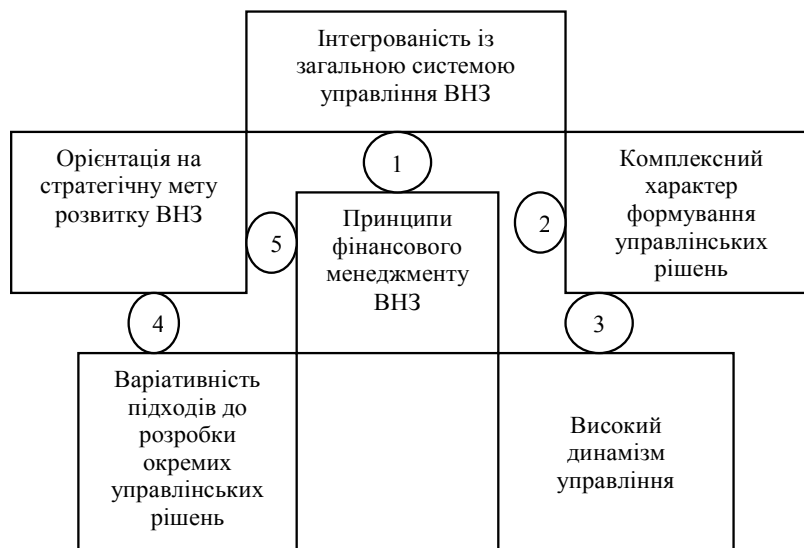 Інтегрованість із
загальною системою
управління ВНЗ
Орієнтація на
стратегічну мету
розвитку ВНЗ
1
Комплексний
характер
формування
управлінських
рішень
2
5
Принципи
фінансового
менеджменту
ВНЗ
4
3
Варіативність
підходів до
розробки
окремих
управлінських
рішень
Високий
динамізм
управління